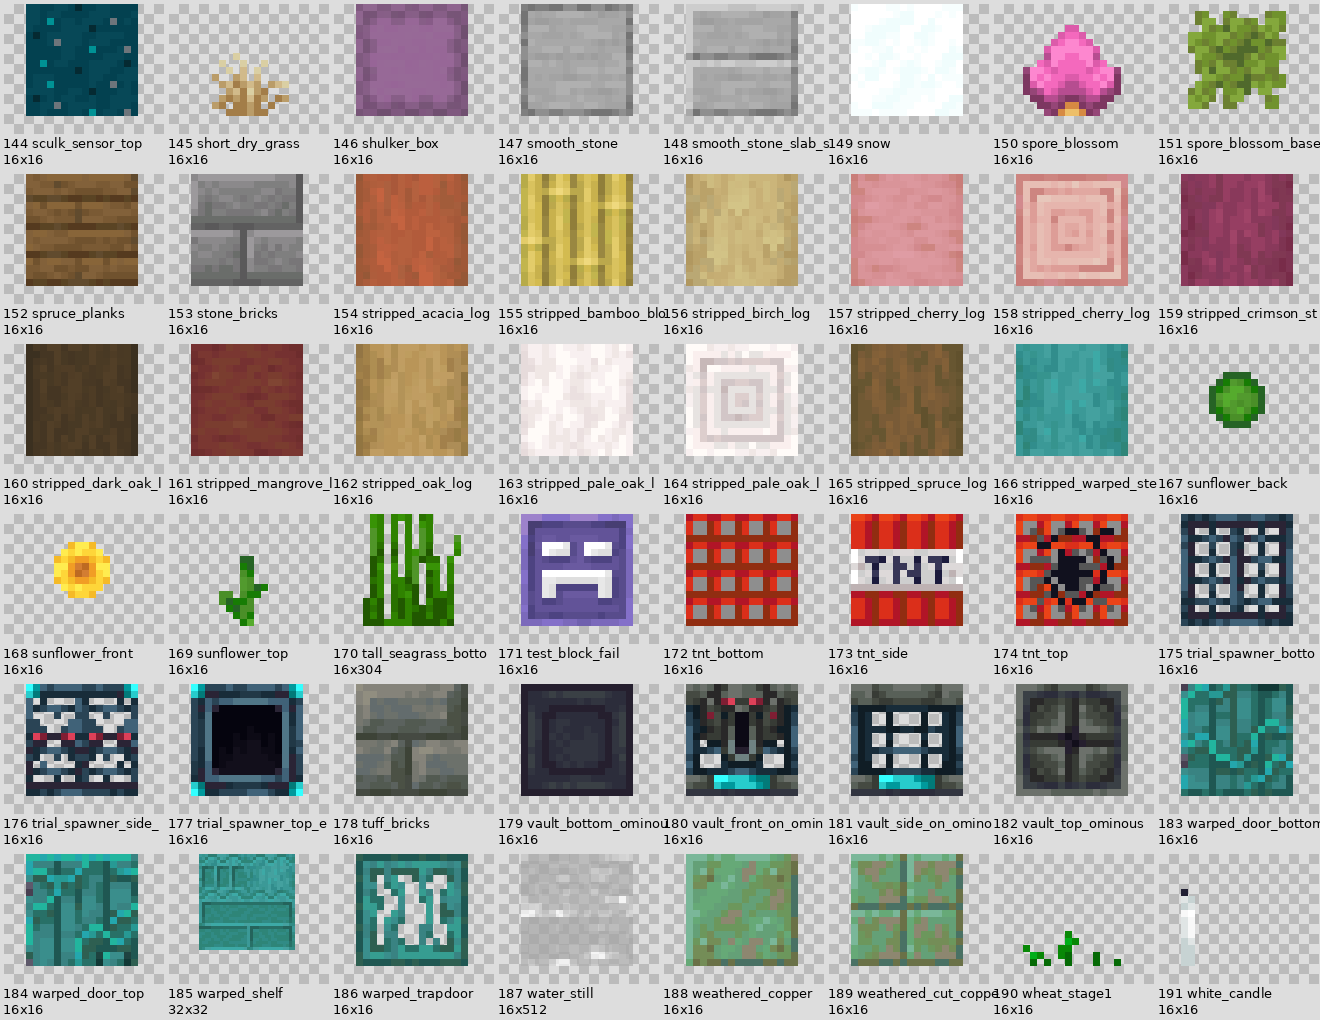 144 sculk_sensor_top
16x16
145 short_dry_grass
16x16
146 shulker_box
16x16
147 smooth_stone
16x16
148 smooth_stone_slab_s
16x16
149 snow
16x16
150 spore_blossom
16x16
151 spore_blossom_base
16x16
152 spruce_planks
16x16
153 stone_bricks
16x16
154 stripped_acacia_log
16x16
155 stripped_bamboo_blo
16x16
156 stripped_birch_log
16x16
157 stripped_cherry_log
16x16
158 stripped_cherry_log
16x16
159 stripped_crimson_st
16x16
160 stripped_dark_oak_l
16x16
161 stripped_mangrove_l
16x16
162 stripped_oak_log
16x16
163 stripped_pale_oak_l
16x16
164 stripped_pale_oak_l
16x16
165 stripped_spruce_log
16x16
166 stripped_warped_ste
16x16
167 sunflower_back
16x16
TNT
168 sunflower_front
16x16
169 sunflower_top
16x16
170 tall_seagrass_botto
16x304
171 test_block_fail
16x16
172 tnt_bottom
16x16
173 tnt_side
16x16
174 tnt_top
16x16
175 trial_spawner_botto
16x16
176 trial_spawner_side_
16x16
177 trial_spawner_top_e
16x16
178 tuff_bricks
16x16
179 vault_bottom_ominou
16x16
180 vault_front_on_omin
16x16
181 vault_side_on_omino
16x16
182 vault_top_ominous
16x16
183 warped_door_bottom
16x16
184 warped_door_top
16x16
185 warped_shelf
32x32
186 warped_trapdoor
16x16
187 water_still
16x512
188 weathered_copper
16x16
189 weathered_cut_coppe
16x16
190 wheat_stage1
16x16
191 white_candle
16x16